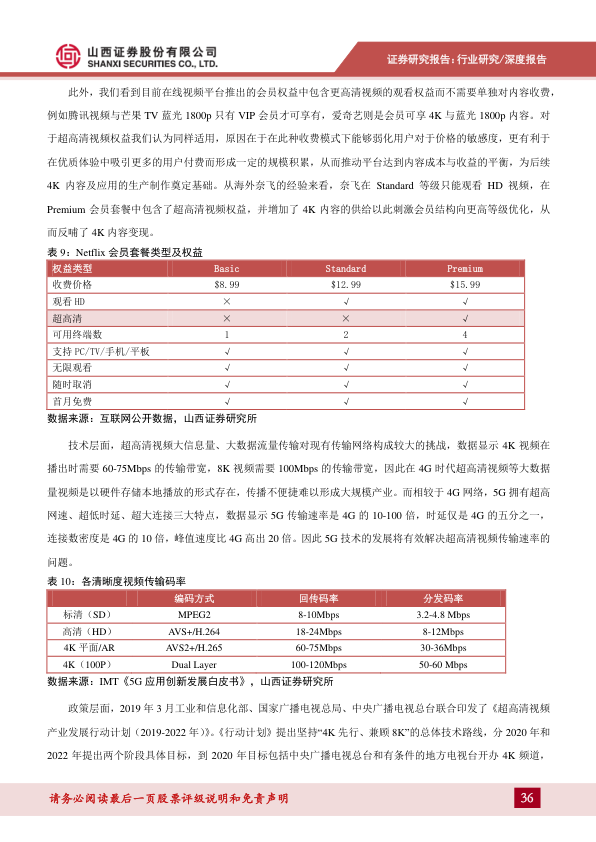 山西证券股份有限公司
SHANXI SECURITIES CO., LTD.
证券研究报告：行业研究/深度报告
此外，我们看到目前在线视频平台推出的会员权益中包含更高清视频的观看权益而不需要单独对内容收费，
例如腾讯视频与芒果 TV 蓝光 1800p 只有 VIP 会员才可享有，爱奇艺则是会员可享 4K 与蓝光 1800p 内容。对
于超高清视频权益我们认为同样适用，原因在于在此种收费模式下能够弱化用户对于价格的敏感度，更有利于
在优质体验中吸引更多的用户付费而形成一定的规模积累，从而推动平台达到内容成本与收益的平衡，为后续
4K 内容及应用的生产制作奠定基础。从海外奈飞的经验来看，奈飞在 Standard 等级只能观看 HD 视频，在
Premium 会员套餐中包含了超高清视频权益，并增加了 4K 内容的供给以此刺激会员结构向更高等级优化，从
而反哺了 4K 内容变现。
表 9：Netflix 会员套餐类型及权益
权益类型 Basic Standard Premium
收费价格 $8.99 $12.99 $15.99
观看 HD × √ √
超高清 × × √
可用终端数 1 2 4
支持 PC/TV/手机/平板 √ √ √
无限观看 √ √ √
随时取消 √ √ √
首月免费 √ √ √
数据来源：互联网公开数据，山西证券研究所
技术层面，超高清视频大信息量、大数据流量传输对现有传输网络构成较大的挑战，数据显示 4K 视频在
播出时需要 60-75Mbps 的传输带宽，8K 视频需要 100Mbps 的传输带宽，因此在 4G 时代超高清视频等大数据
量视频是以硬件存储本地播放的形式存在，传播不便捷难以形成大规模产业。而相较于 4G 网络，5G 拥有超高
网速、超低时延、超大连接三大特点，数据显示 5G 传输速率是 4G 的 10-100 倍，时延仅是 4G 的五分之一，
连接数密度是 4G 的 10 倍，峰值速度比 4G 高出 20 倍。因此 5G 技术的发展将有效解决超高清视频传输速率的
问题。
表 10：各清晰度视频传输码率
编码方式 回传码率 分发码率
标清（SD） MPEG2 8-10Mbps 3.2-4.8 Mbps
高清（HD） AVS+/H.264 18-24Mbps 8-12Mbps
4K 平面/AR AVS2+/H.265 60-75Mbps 30-36Mbps
4K（100P） Dual Layer 100-120Mbps 50-60 Mbps
数据来源：IMT《5G 应用创新发展白皮书》，山西证券研究所
政策层面，2019 年 3 月工业和信息化部、国家广播电视总局、中央广播电视总台联合印发了《超高清视频
产业发展行动计划（2019-2022 年）》。《行动计划》提出坚持“4K 先行、兼顾 8K”的总体技术路线，分 2020 年和
2022 年提出两个阶段具体目标，到 2020 年目标包括中央广播电视总台和有条件的地方电视台开办 4K 频道，
请务必阅读最后一页股票评级说明和免责声明
36